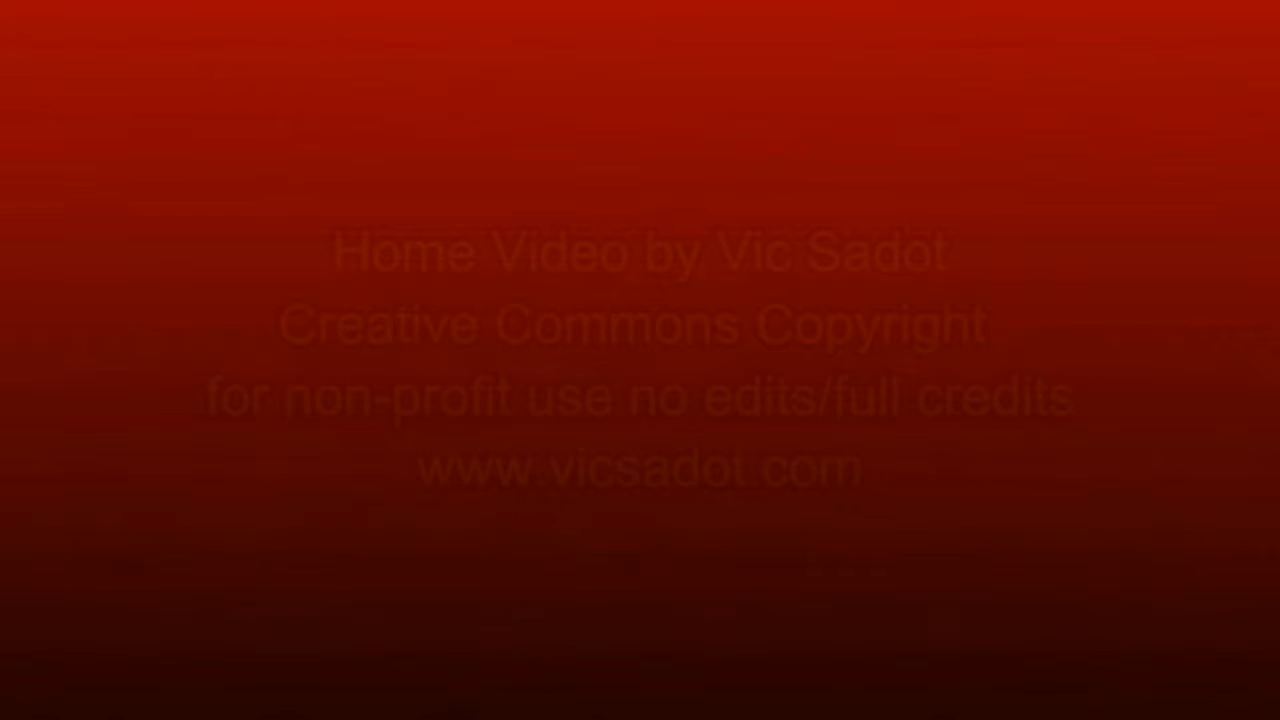 Home Video by Vic Sadot
Creative Commons Copyright
for non-profit use no edits/full credits
www.vicsadot.com